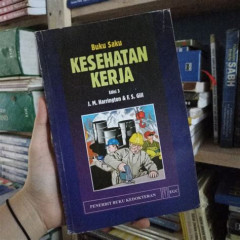 Buku Saku
KESEHATAN
KERJA
Edisi 3
J. M. Harrington & F. S. Gill
PENERBIT BUKU KEDOKTERAN EGC